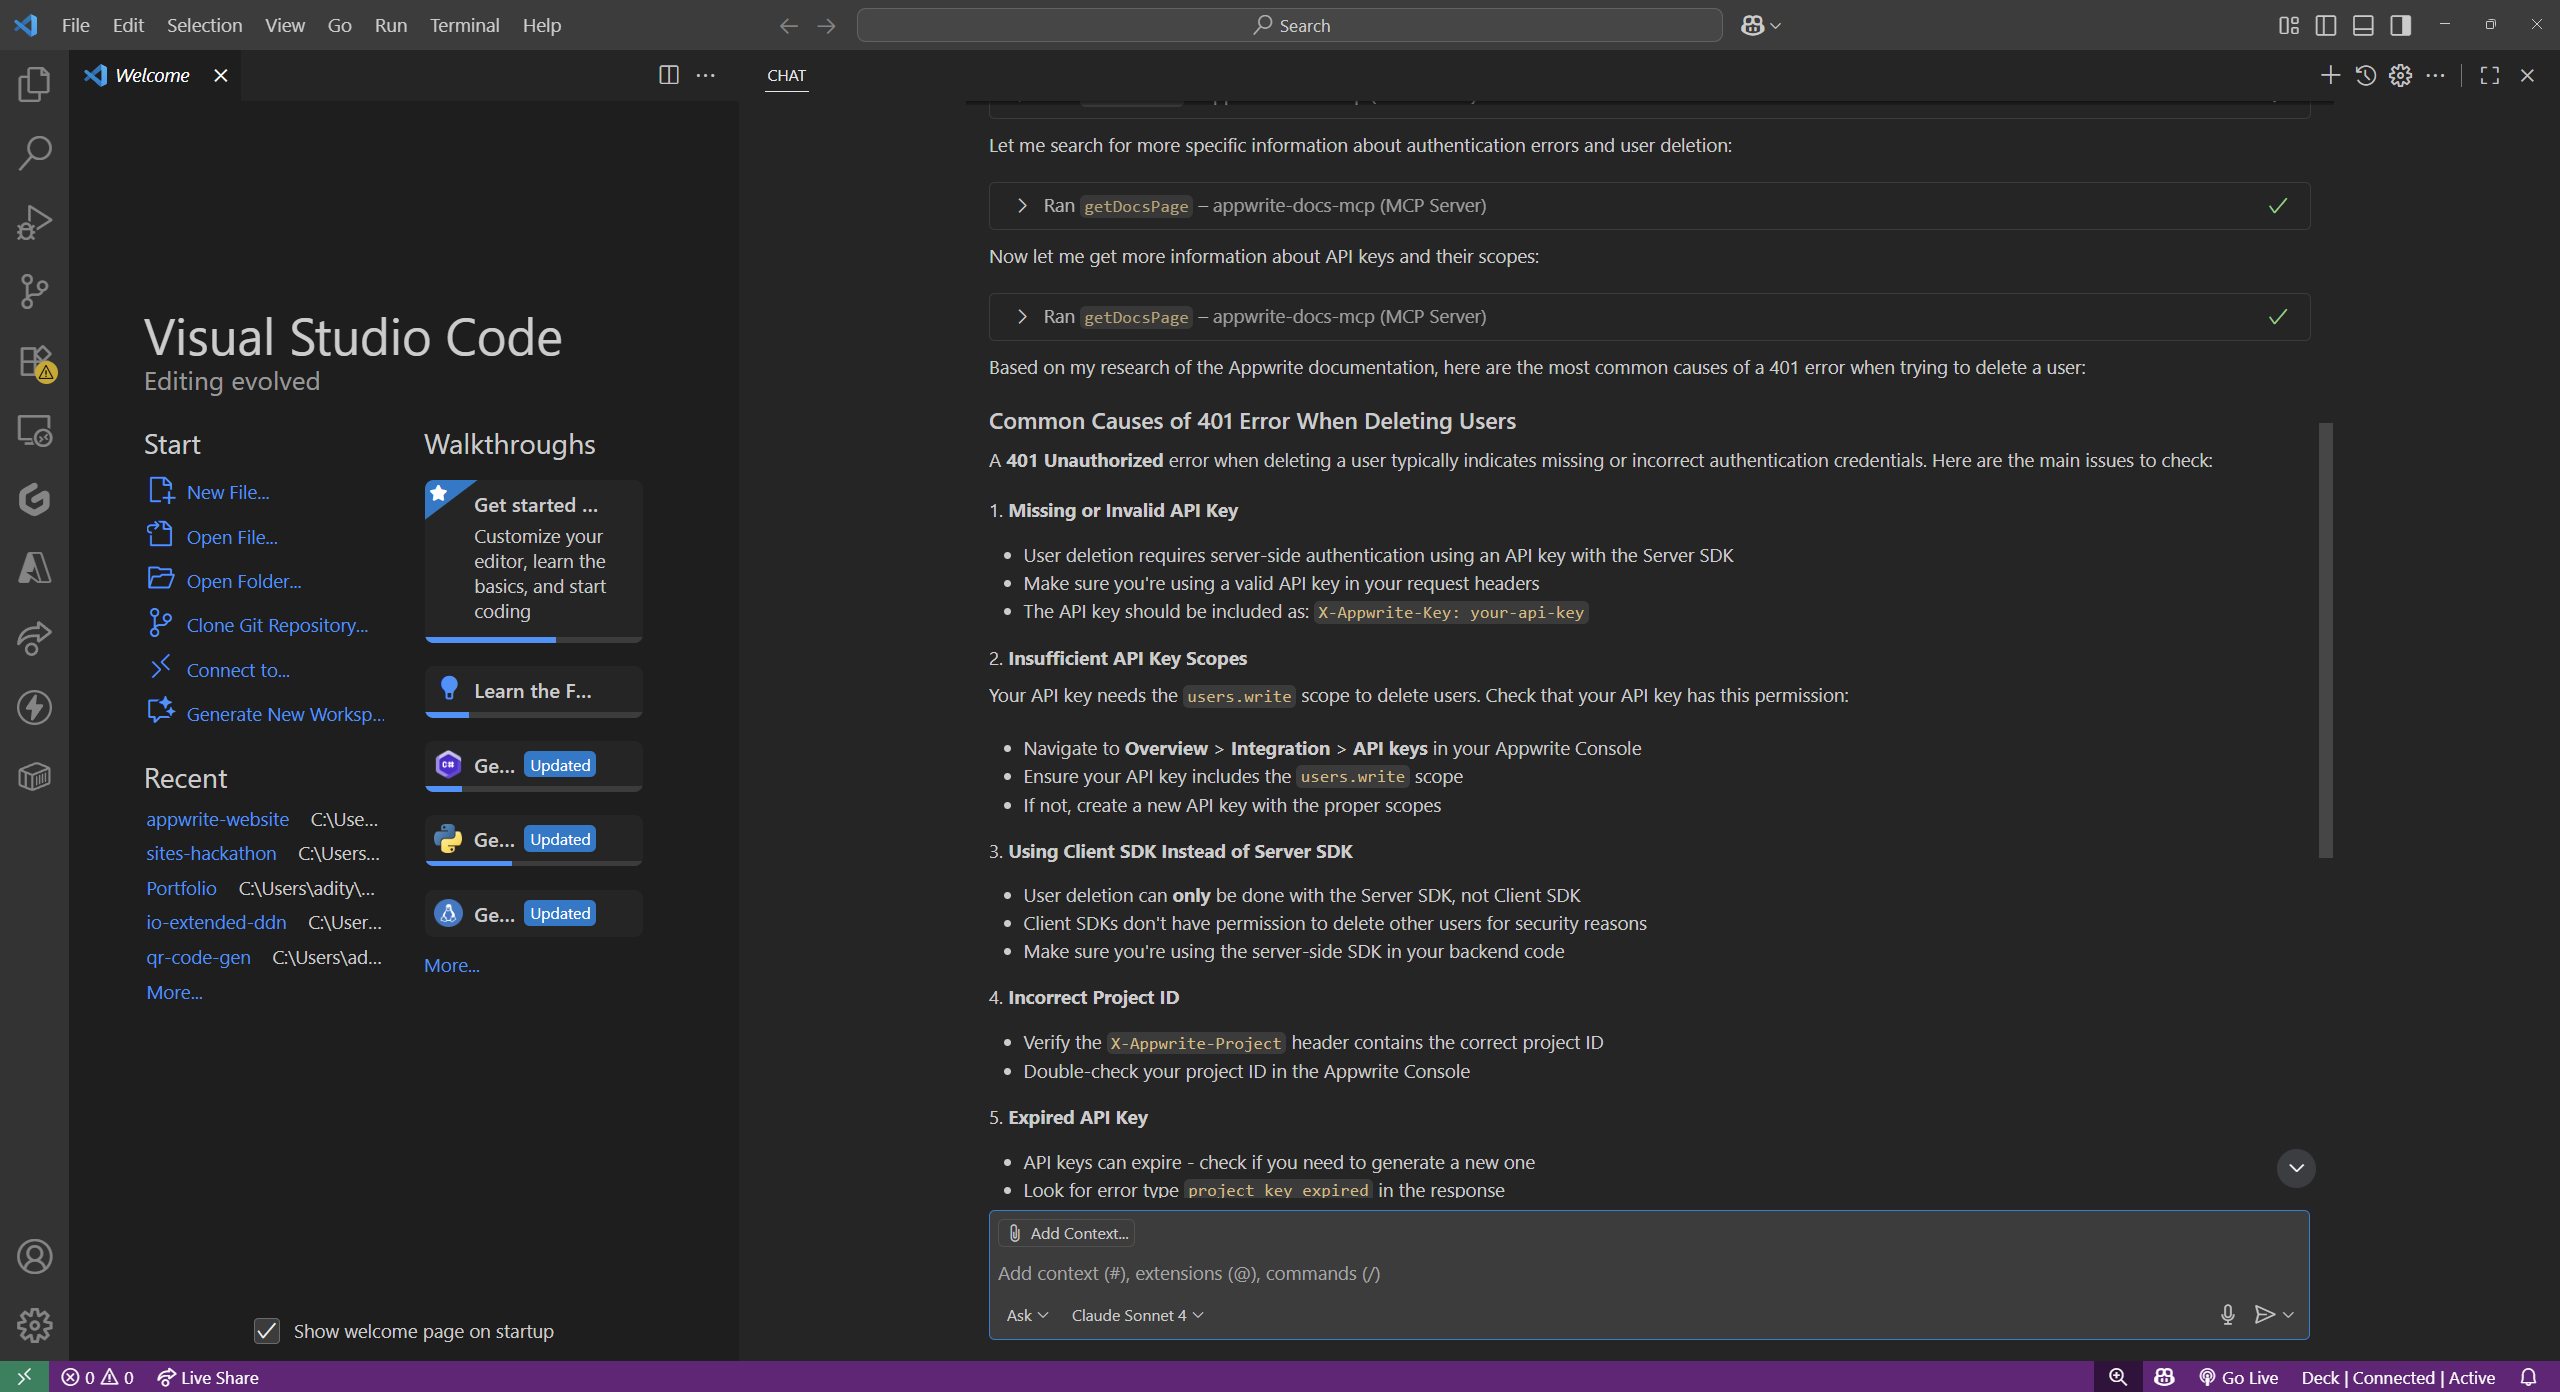 File Edit Selection View Go Run Terminal Help
Search
Welcome
CHAT
Visual Studio Code
Editing evolved
Start
New File...
Open File...
Open Folder...
Clone Git Repository...
Connect to...
Generate New Worksp...
Recent
appwrite-website C:\Use...
sites-hackathon C:\Users...
Portfolio C:\Users\adity\...
io-extended-ddn C:\User...
qr-code-gen C:\Users\ad...
More...
Walkthroughs
Get started ...
Customize your
editor, learn the
basics, and start
coding
Learn the F...
Ge... Updated
Ge... Updated
Ge... Updated
More...
Show welcome page on startup
Let me search for more specific information about authentication errors and user deletion:
Ran getDocsPage – appwrite-docs-mcp (MCP Server)
Now let me get more information about API keys and their scopes:
Ran getDocsPage – appwrite-docs-mcp (MCP Server)
Based on my research of the Appwrite documentation, here are the most common causes of a 401 error when trying to delete a user:
Common Causes of 401 Error When Deleting Users
A 401 Unauthorized error when deleting a user typically indicates missing or incorrect authentication credentials. Here are the main issues to check:
1. Missing or Invalid API Key
• User deletion requires server-side authentication using an API key with the Server SDK
• Make sure you're using a valid API key in your request headers
• The API key should be included as: X-Appwrite-Key: your-api-key
2. Insufficient API Key Scopes
Your API key needs the users.write scope to delete users. Check that your API key has this permission:
• Navigate to Overview > Integration > API keys in your Appwrite Console
• Ensure your API key includes the users.write scope
• If not, create a new API key with the proper scopes
3. Using Client SDK Instead of Server SDK
• User deletion can only be done with the Server SDK, not Client SDK
• Client SDKs don't have permission to delete other users for security reasons
• Make sure you're using the server-side SDK in your backend code
4. Incorrect Project ID
• Verify the X-Appwrite-Project header contains the correct project ID
• Double-check your project ID in the Appwrite Console
5. Expired API Key
• API keys can expire - check if you need to generate a new one
• Look for error type project_key_expired in the response
Add Context...
Add context (#), extensions (@), commands (/)
Ask Claude Sonnet 4
0 0 Live Share
Go Live Deck | Connected | Active